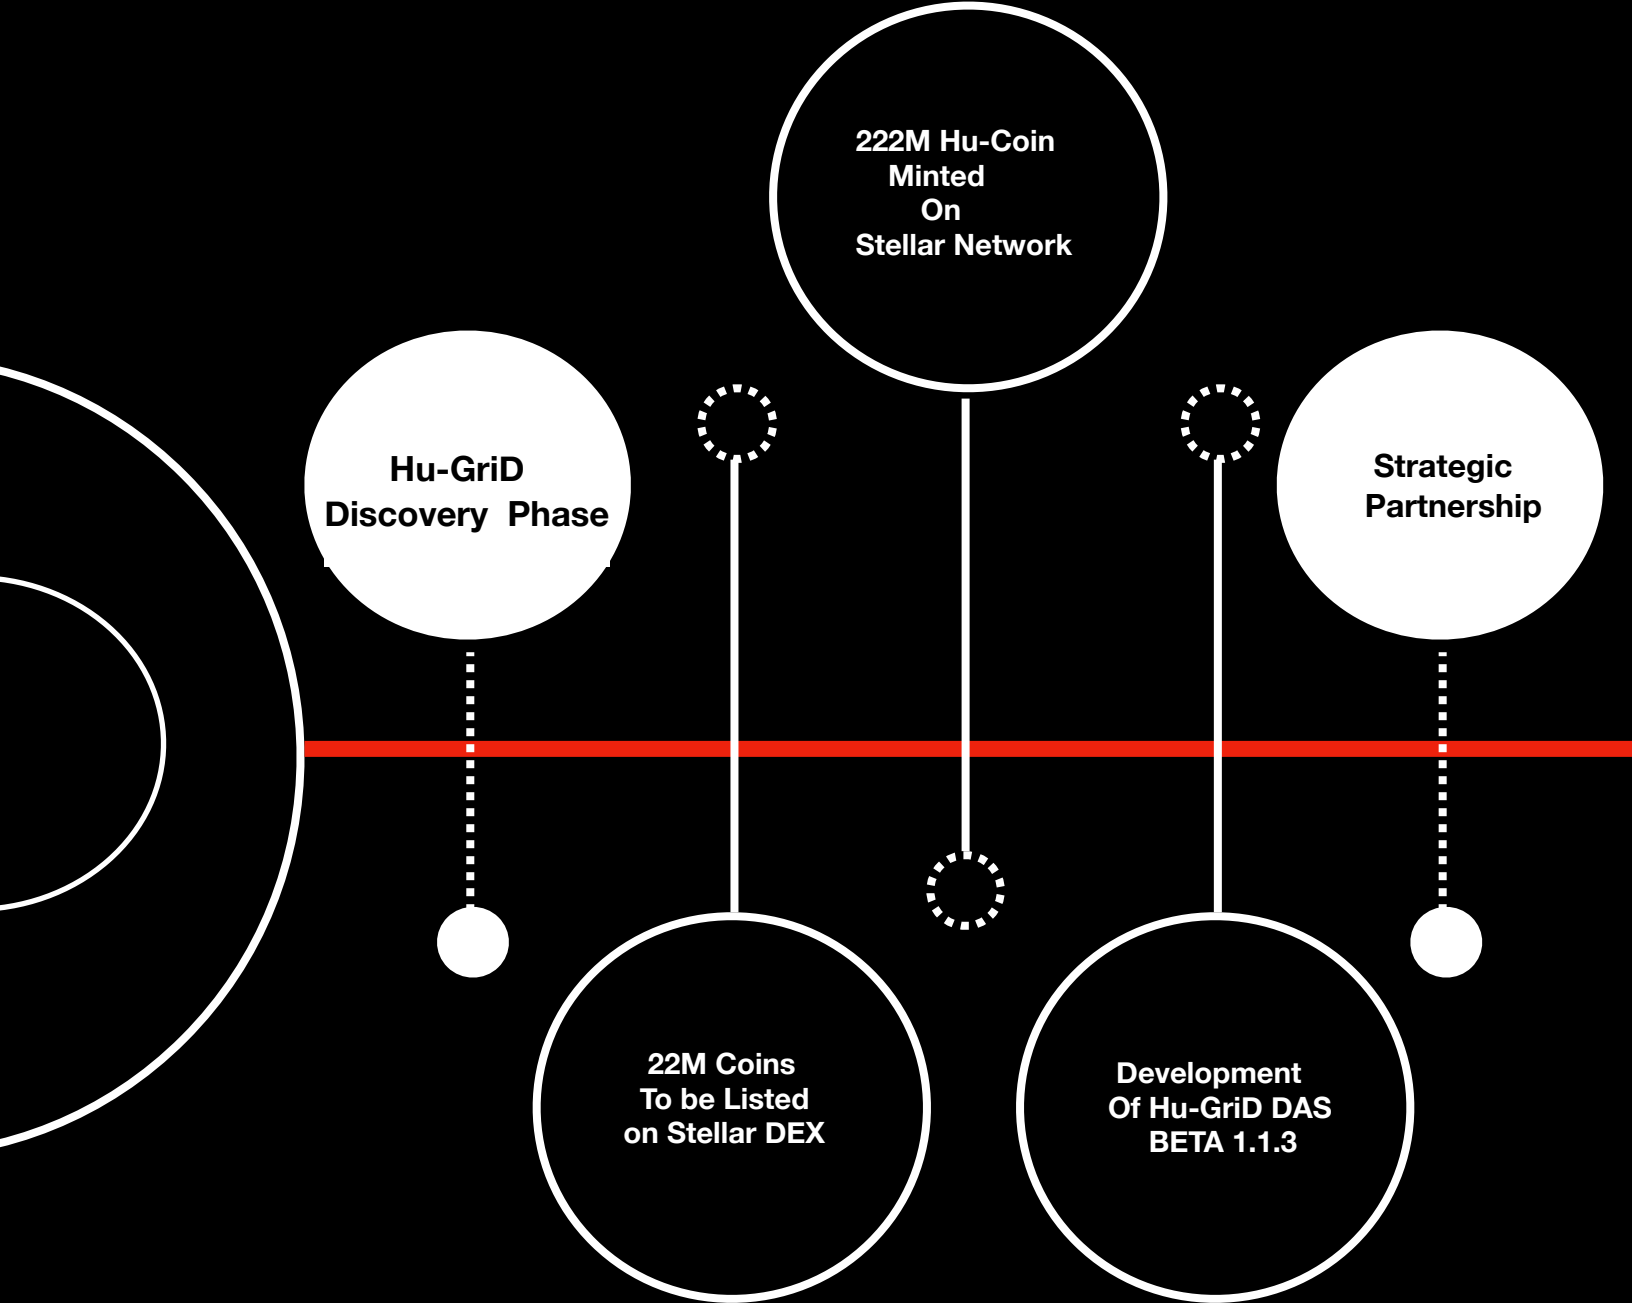 222M Hu-Coin
Minted
On
Stellar Network
Hu-GriD
Discovery Phase
Strategic
Partnership
22M Coins
To be Listed
on Stellar DEX
Development
Of Hu-GriD DAS
BETA 1.1.3